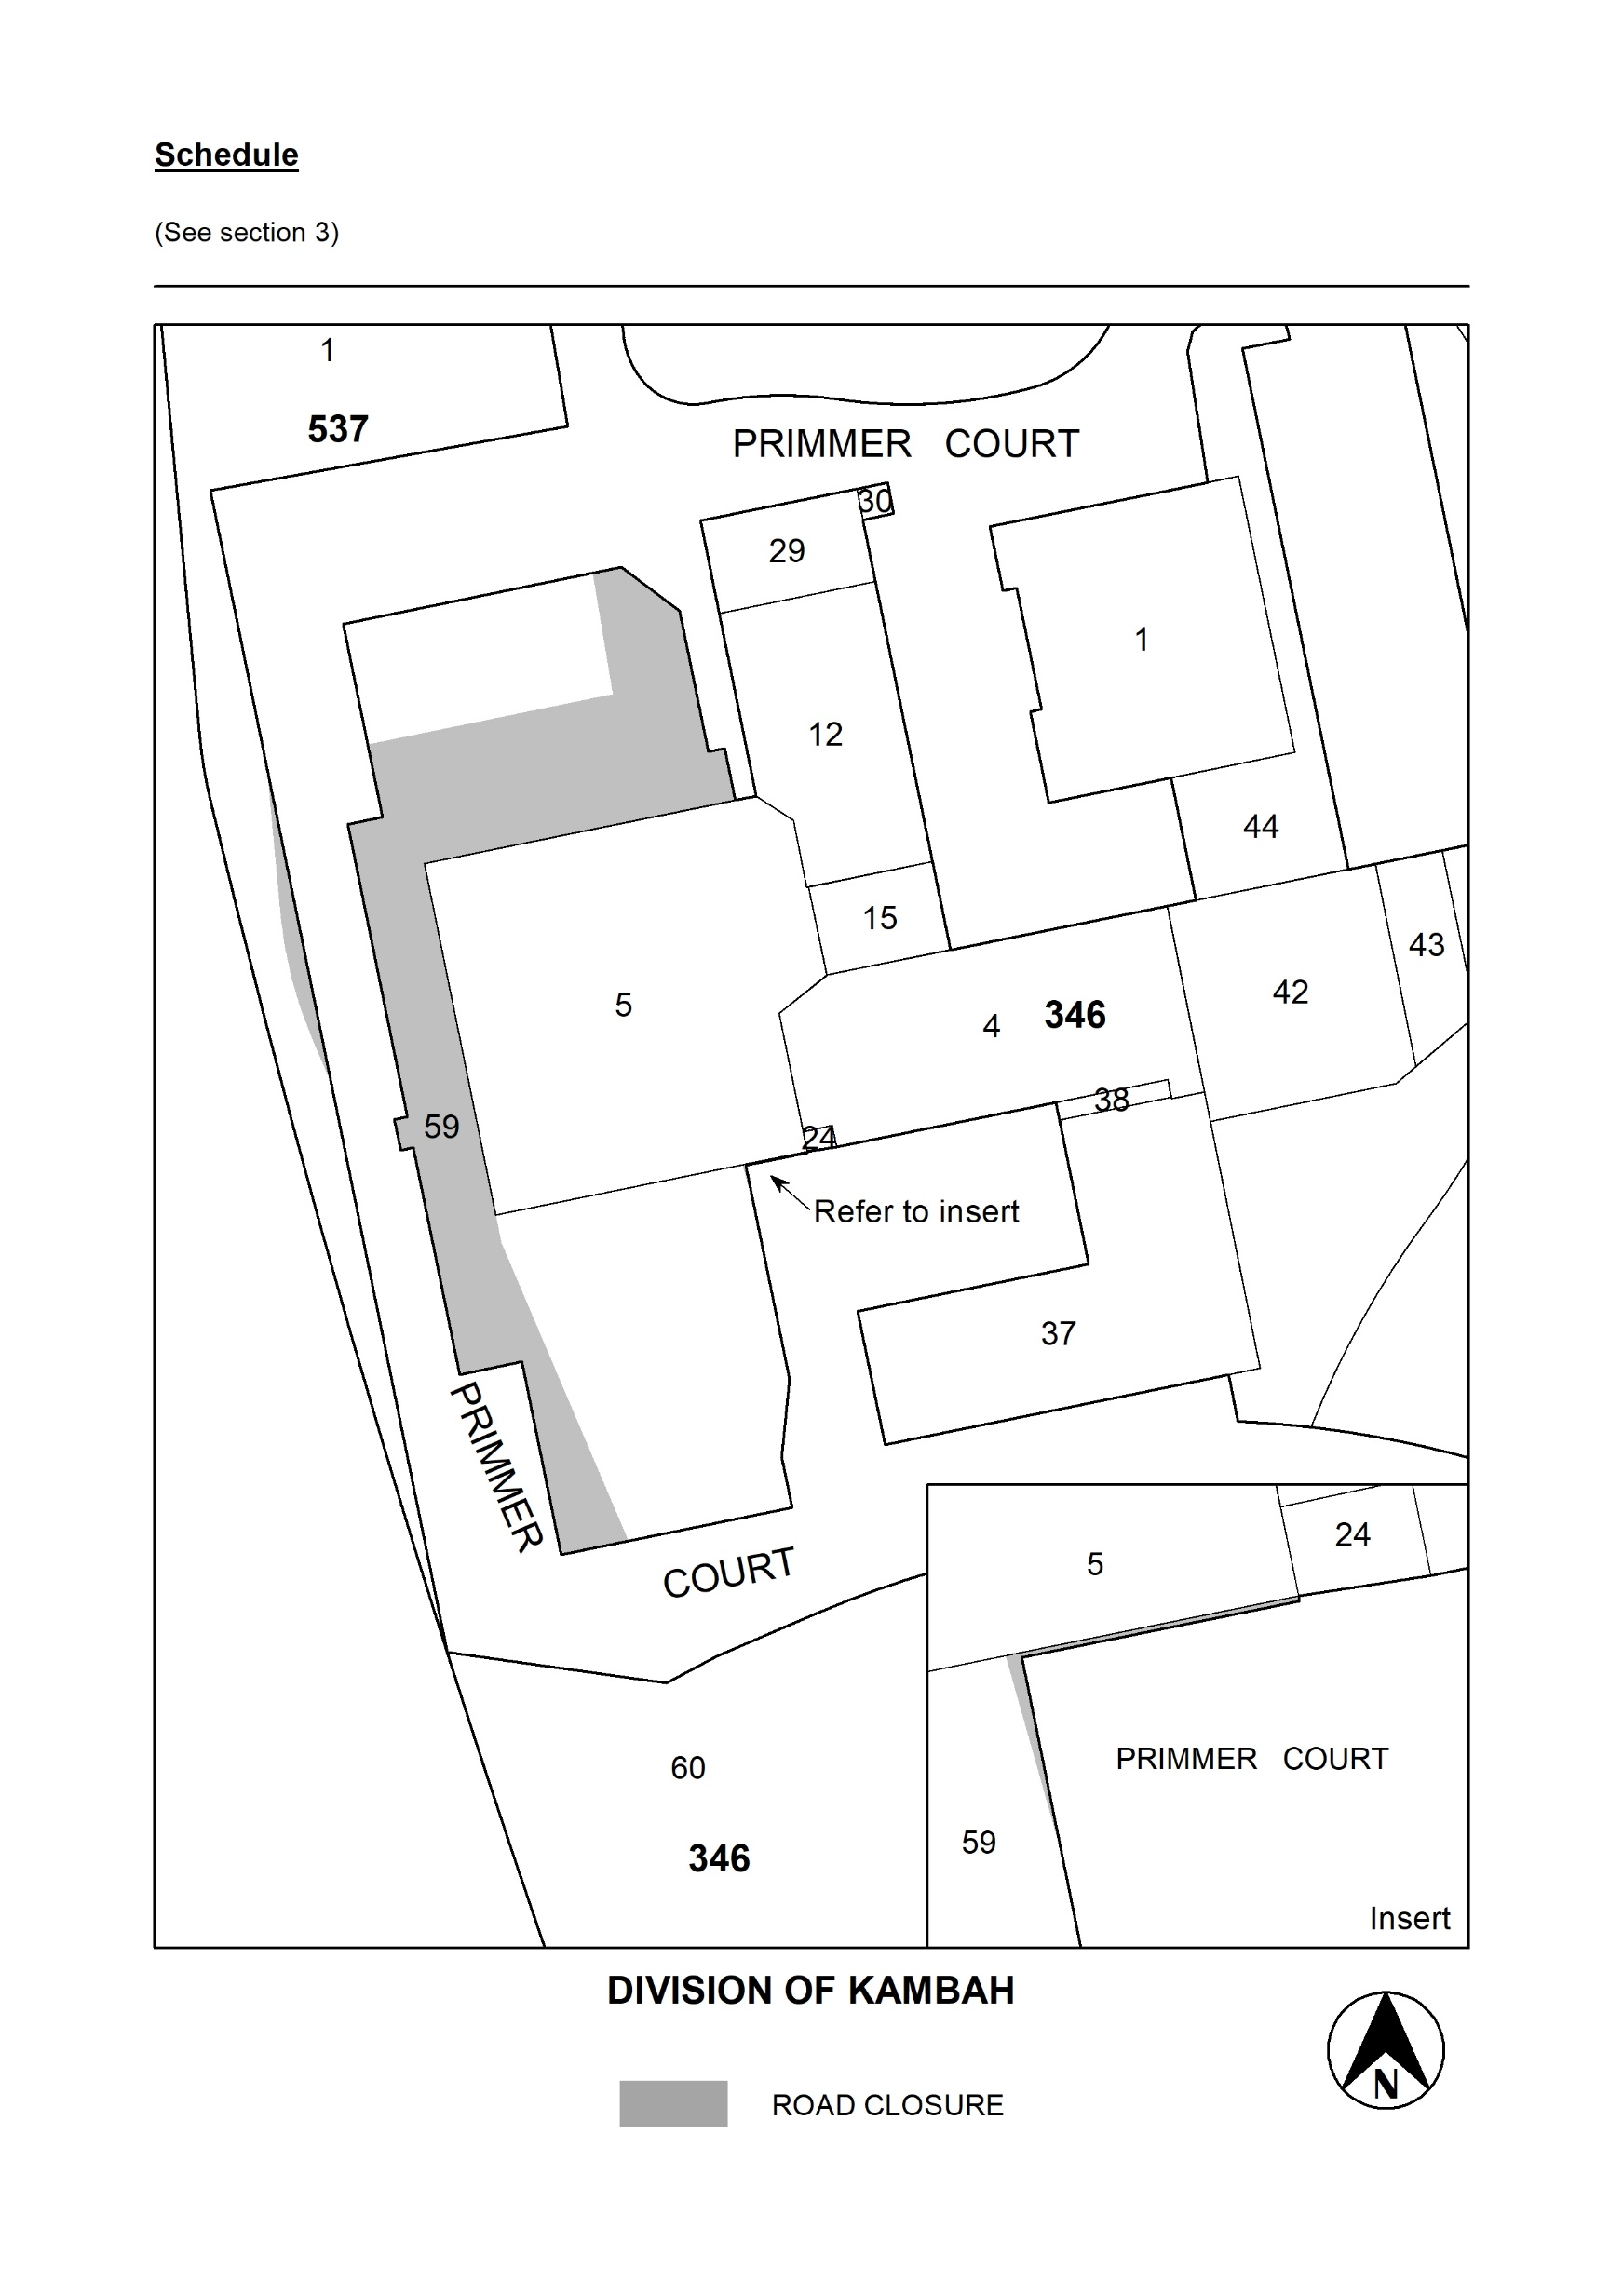 Schedule
(See section 3)
1
537
PRIMMER COURT
30
29
1
12
44
15
43
42
5
4 346
38
59
24
Refer to insert
37
PRIMMER
COURT
24
5
60
PRIMMER COURT
59
346
Insert
DIVISION OF KAMBAH
N
ROAD CLOSURE